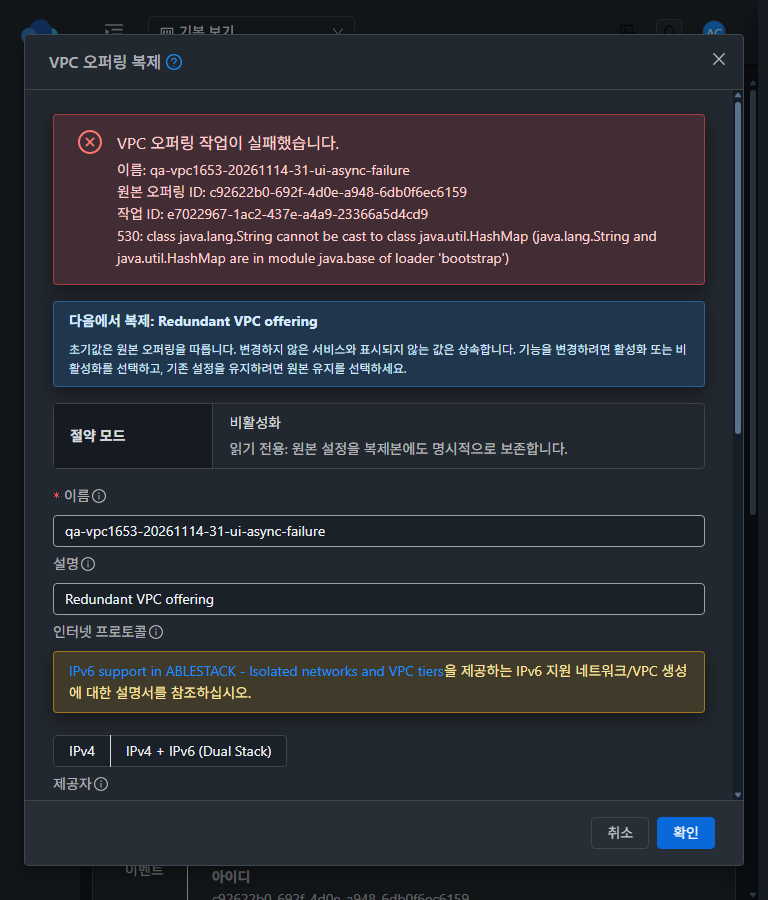 기본 보기
AC
VPC 오퍼링 복제
VPC 오퍼링 작업이 실패했습니다.
이름: qa-vpc1653-20261114-31-ui-async-failure
원본 오퍼링 ID: c92622b0-692f-4d0e-a948-6db0f6ec6159
작업 ID: e7022967-1ac2-437e-a4a9-23366a5d4cd9
530: class java.lang.String cannot be cast to class java.util.HashMap (java.lang.String and
java.util.HashMap are in module java.base of loader 'bootstrap')
다음에서 복제: Redundant VPC offering
초기값은 원본 오퍼링을 따릅니다. 변경하지 않은 서비스와 표시되지 않는 값은 상속합니다. 기능을 변경하려면 활성화 또는 비
활성화를 선택하고, 기존 설정을 유지하려면 원본 유지를 선택하세요.
절약 모드
비활성화
읽기 전용: 원본 설정을 복제본에도 명시적으로 보존합니다.
* 이름
qa-vpc1653-20261114-31-ui-async-failure
설명
Redundant VPC offering
인터넷 프로토콜
IPv6 support in ABLESTACK - Isolated networks and VPC tiers을 제공하는 IPv6 지원 네트워크/VPC 생성
에 대한 설명서를 참조하십시오.
IPv4
IPv4 + IPv6 (Dual Stack)
제공자
취소
확인
이벤트
아이디
c92622b0-692f-4d0e-a948-6db0f6ec6159